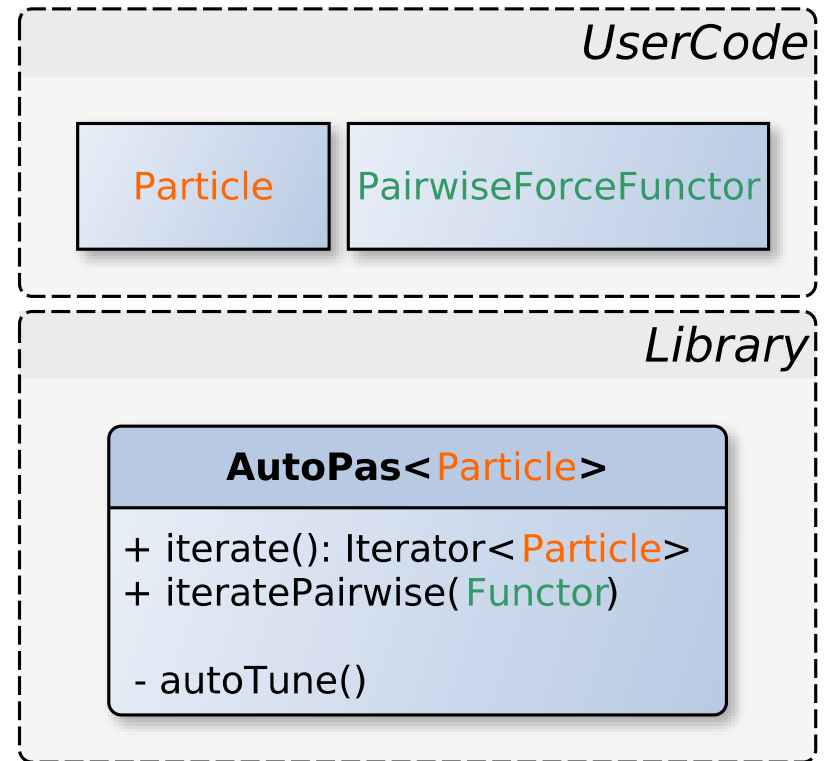 UserCode
Particle PairwiseForceFunctor
Library
AutoPas<Particle>
+ iterate(): Iterator<Particle>
+ iteratePairwise(Functor)
- autoTune()